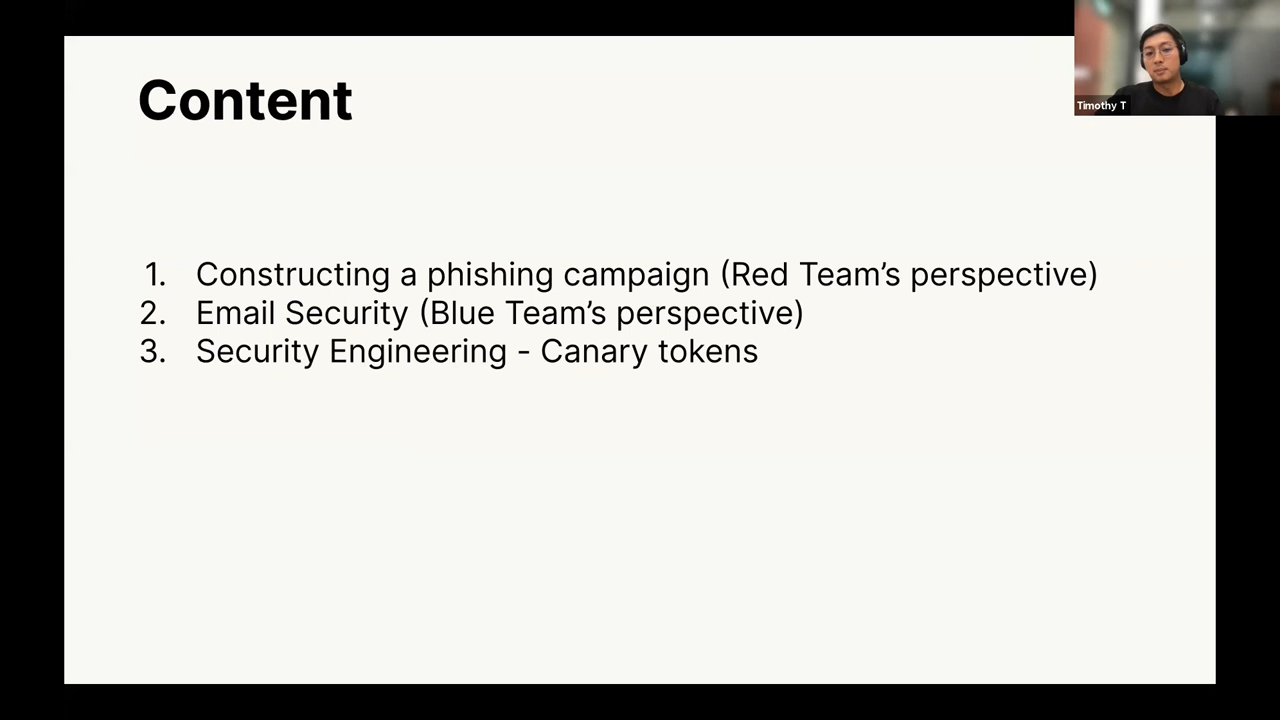 Content
Timothy T
1. Constructing a phishing campaign (Red Team’s perspective)
2. Email Security (Blue Team’s perspective)
3. Security Engineering - Canary tokens